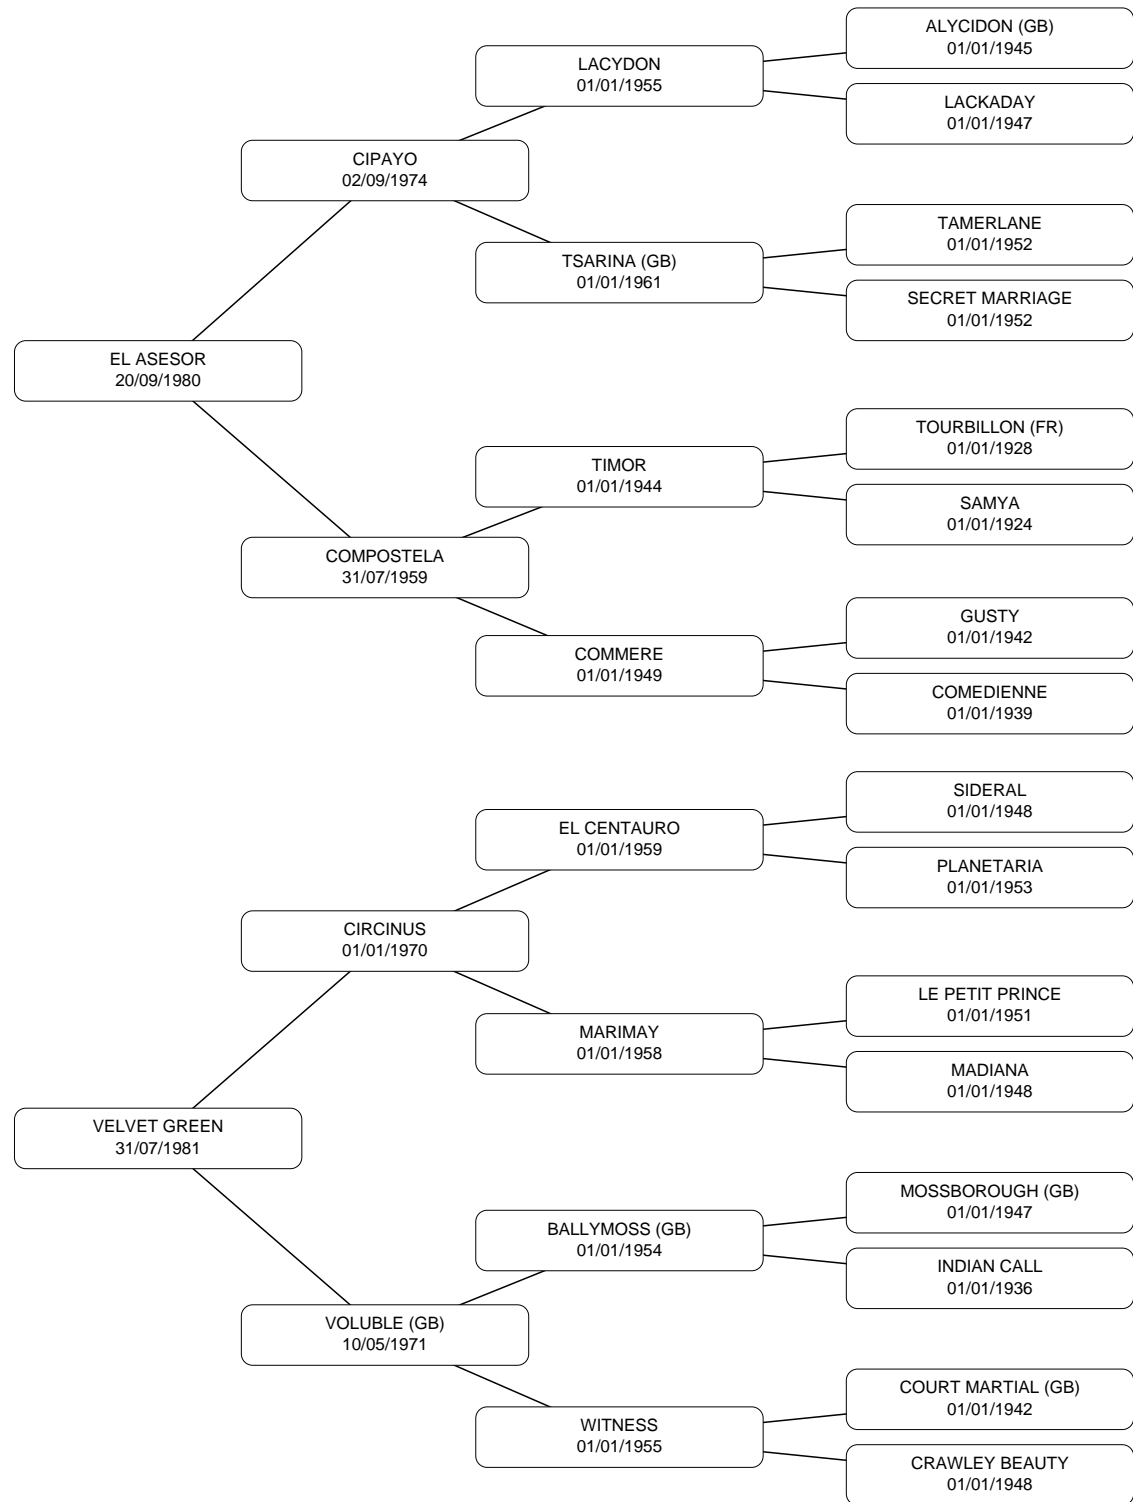 ALYCIDON (GB)
01/01/1945
LACYDON
01/01/1955
LACKADAY
01/01/1947
CIPAYO
02/09/1974
TAMERLANE
01/01/1952
TSARINA (GB)
01/01/1961
SECRET MARRIAGE
01/01/1952
EL ASESOR
20/09/1980
TOURBILLON (FR)
01/01/1928
TIMOR
01/01/1944
SAMYA
01/01/1924
COMPOSTELA
31/07/1959
GUSTY
01/01/1942
COMMERE
01/01/1949
COMEDIENNE
01/01/1939
SIDERAL
01/01/1948
EL CENTAURO
01/01/1959
PLANETARIA
01/01/1953
CIRCINUS
01/01/1970
LE PETIT PRINCE
01/01/1951
MARIMAY
01/01/1958
MADIANA
01/01/1948
VELVET GREEN
31/07/1981
MOSSBOROUGH (GB)
01/01/1947
BALLYMOSS (GB)
01/01/1954
INDIAN CALL
01/01/1936
VOLUBLE (GB)
10/05/1971
COURT MARTIAL (GB)
01/01/1942
WITNESS
01/01/1955
CRAWLEY BEAUTY
01/01/1948